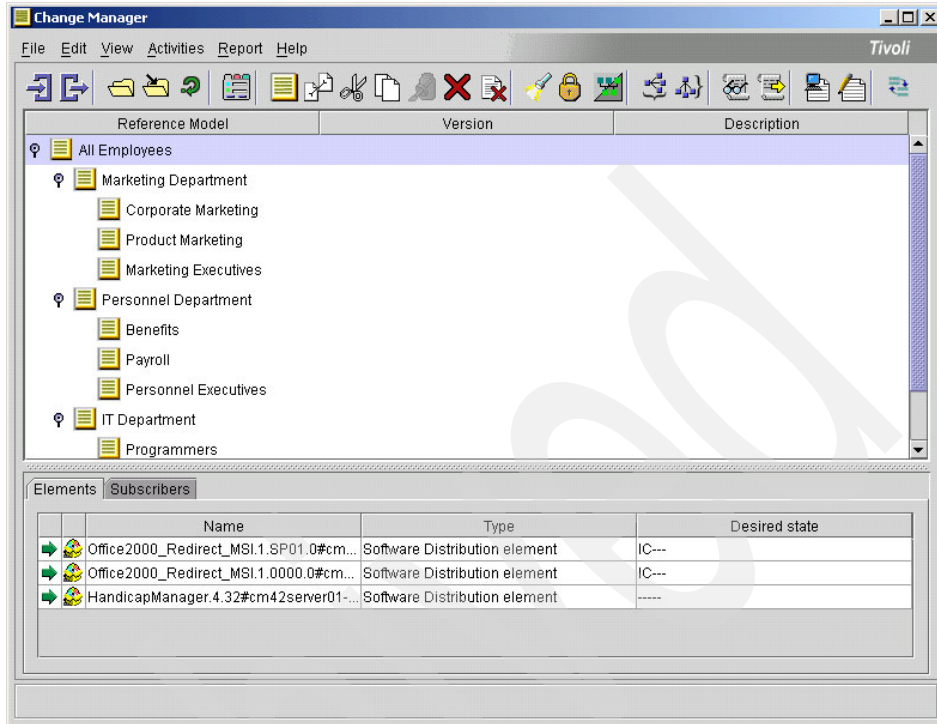 Change Manager
File Edit View Activities Report Help
Tivoli
Reference Model Version Description
All Employees
Marketing Department
Corporate Marketing
Product Marketing
Marketing Executives
Personnel Department
Benefits
Payroll
Personnel Executives
IT Department
Programmers
Elements Subscribers
Name Type Desired state
Office2000_Redirect_MSI.1.SP01.0#cm... Software Distribution element IC---
Office2000_Redirect_MSI.1.0000.0#cm... Software Distribution element IC---
HandicapManager.4.32#cm42server01-... Software Distribution element -----